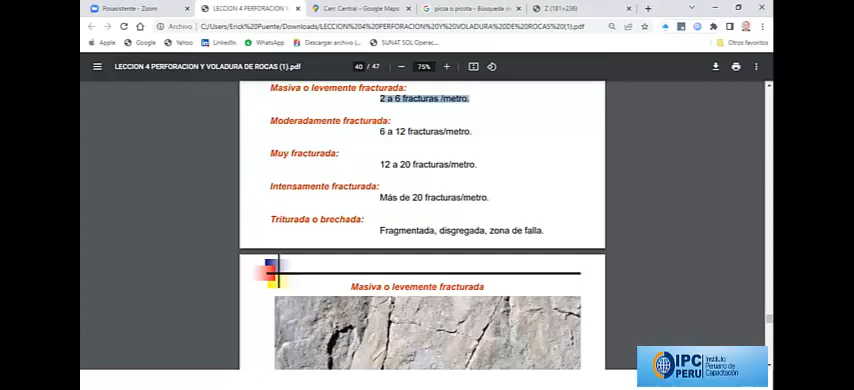 Posasistente - Zoom
LECCION 4 PERFORACION Y V
Carr. Central - Google Maps
picsa o picota - Búsqueda de
Z (181×236)
Archivo
C:/Users/Erick%20Puente/Downloads/LECCION%204%20PERFORACION%20Y%20VOLADURA%20DE%20ROCAS%20(1).pdf
Apple
Google
Yahoo
LinkedIn
WhatsApp
Descargar archivo (...
SUNAT SOL Operac...
Otros favoritos
LECCION 4 PERFORACION Y VOLADURA DE ROCAS (1).pdf
40 / 47
75%
Masiva o levemente fracturada:
2 a 6 fracturas /metro.
Moderadamente fracturada:
6 a 12 fracturas/metro.
Muy fracturada:
12 a 20 fracturas/metro.
Intensamente fracturada:
Más de 20 fracturas/metro.
Triturada o brechada:
Fragmentada, disgregada, zona de falla.
Masiva o levemente fracturada
IPC
PERU
Instituto
Peruano de
Capacitación